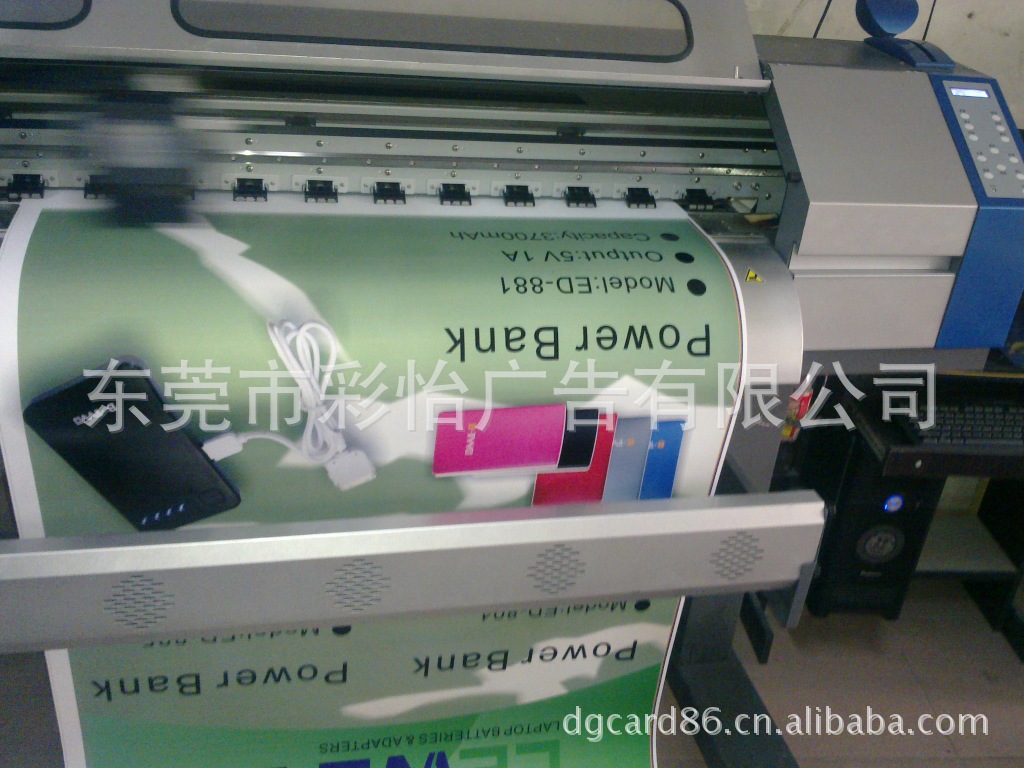 Capacity:3700mAh
Output:5V 1A
Model:ED-881
Power Bank
东莞市彩怡广告有限公司
Power Bank
Power Bank
LAPTOP BATTERIES & ADAPTERS
dgcard86.cn.alibaba.com